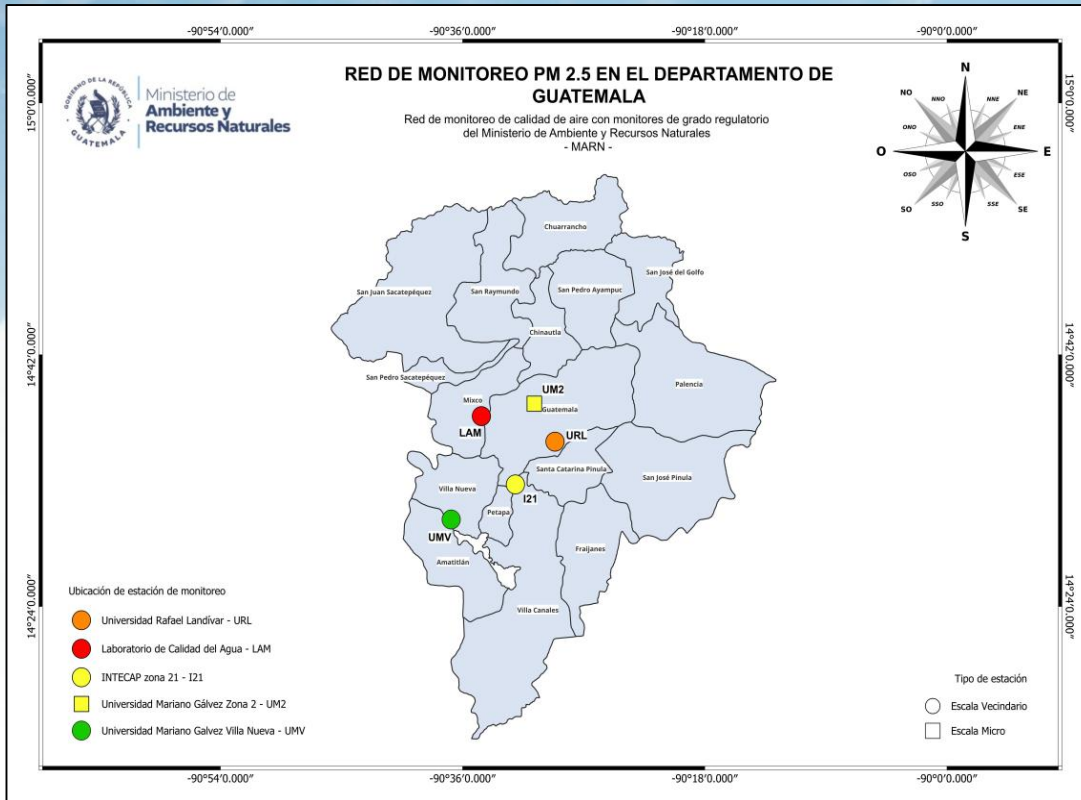 -90°54'0.000"
-90°36'0.000"
-90°18'0.000"
-90°0'0.000"
15°0'0.000"
15°0'0.000"
GOBIERNO DE LA REPÚBLICA
GUATEMALA
Ministerio de
Ambiente y
Recursos Naturales
RED DE MONITOREO PM 2.5 EN EL DEPARTAMENTO DE
GUATEMALA
Red de monitoreo de calidad de aire con monitores de grado regulatorio
del Ministerio de Ambiente y Recursos Naturales
- MARN -
N
NNO
NNE
NO
NE
ONO
ENE
O
E
OSO
ESE
SO
SE
SSO
SSE
S
Chuarrancho
San José del Golfo
San Juan Sacatepéquez
San Raymundo
San Pedro Ayampuc
Chinautla
14°42'0.000"
14°42'0.000"
San Pedro Sacatepéquez
Palencia
UM2
Mixco
Guatemala
LAM
URL
Santa Catarina Pinula
San José Pinula
Villa Nueva
I21
Petapa
UMV
Fraijanes
Amatitlán
14°24'0.000"
14°24'0.000"
Villa Canales
Ubicación de estación de monitoreo
Universidad Rafael Landívar - URL
Laboratorio de Calidad del Agua - LAM
INTECAP zona 21 - I21
Universidad Mariano Gálvez Zona 2 - UM2
Universidad Mariano Galvez Villa Nueva - UMV
Tipo de estación
Escala Vecindario
Escala Micro
-90°54'0.000"
-90°36'0.000"
-90°18'0.000"
-90°0'0.000"